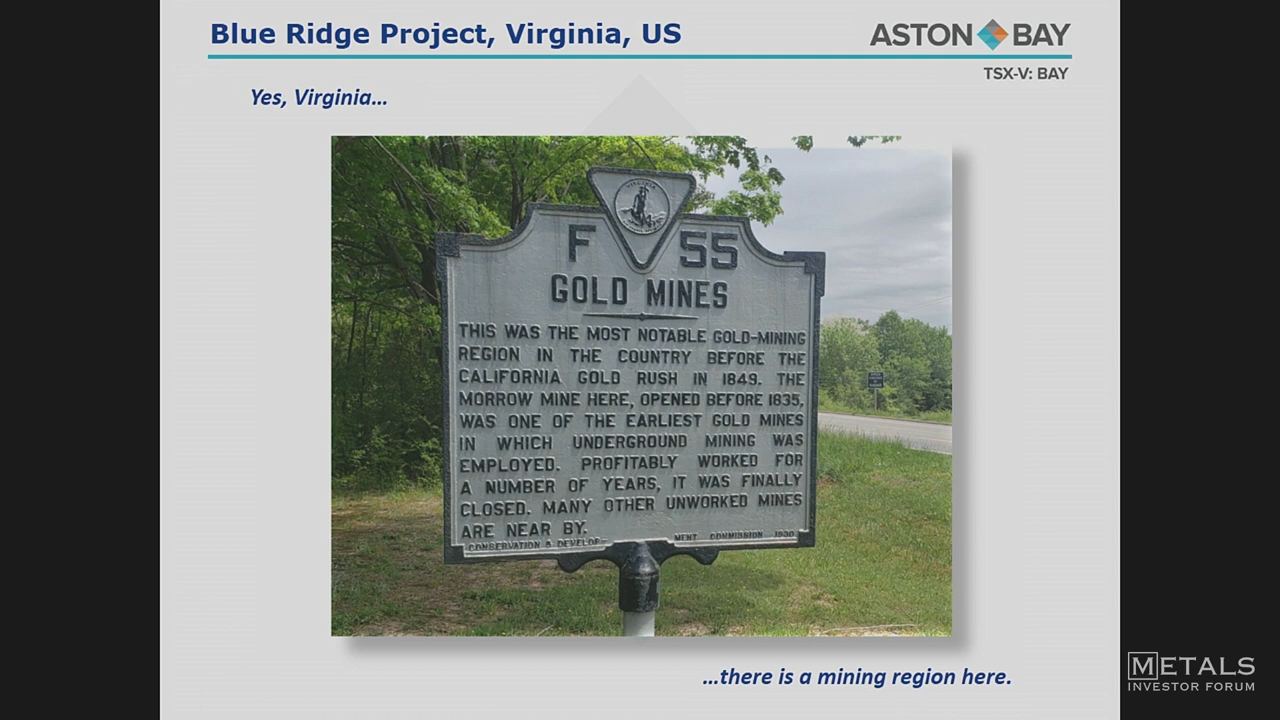 Blue Ridge Project, Virginia, US
ASTON BAY
TSX-V: BAY
Yes, Virginia...
VIRGINIA
F 55
GOLD MINES
THIS WAS THE MOST NOTABLE GOLD-MINING
REGION IN THE COUNTRY BEFORE THE
CALIFORNIA GOLD RUSH IN 1849. THE
MORROW MINE HERE, OPENED BEFORE 1835,
WAS ONE OF THE EARLIEST GOLD MINES
IN WHICH UNDERGROUND MINING WAS
EMPLOYED. PROFITABLY WORKED FOR
A NUMBER OF YEARS, IT WAS FINALLY
CLOSED. MANY OTHER UNWORKED MINES
ARE NEAR BY.
CONSERVATION & DEVELOP- MENT COMMISSION 1930
...there is a mining region here.
METALS
INVESTOR FORUM